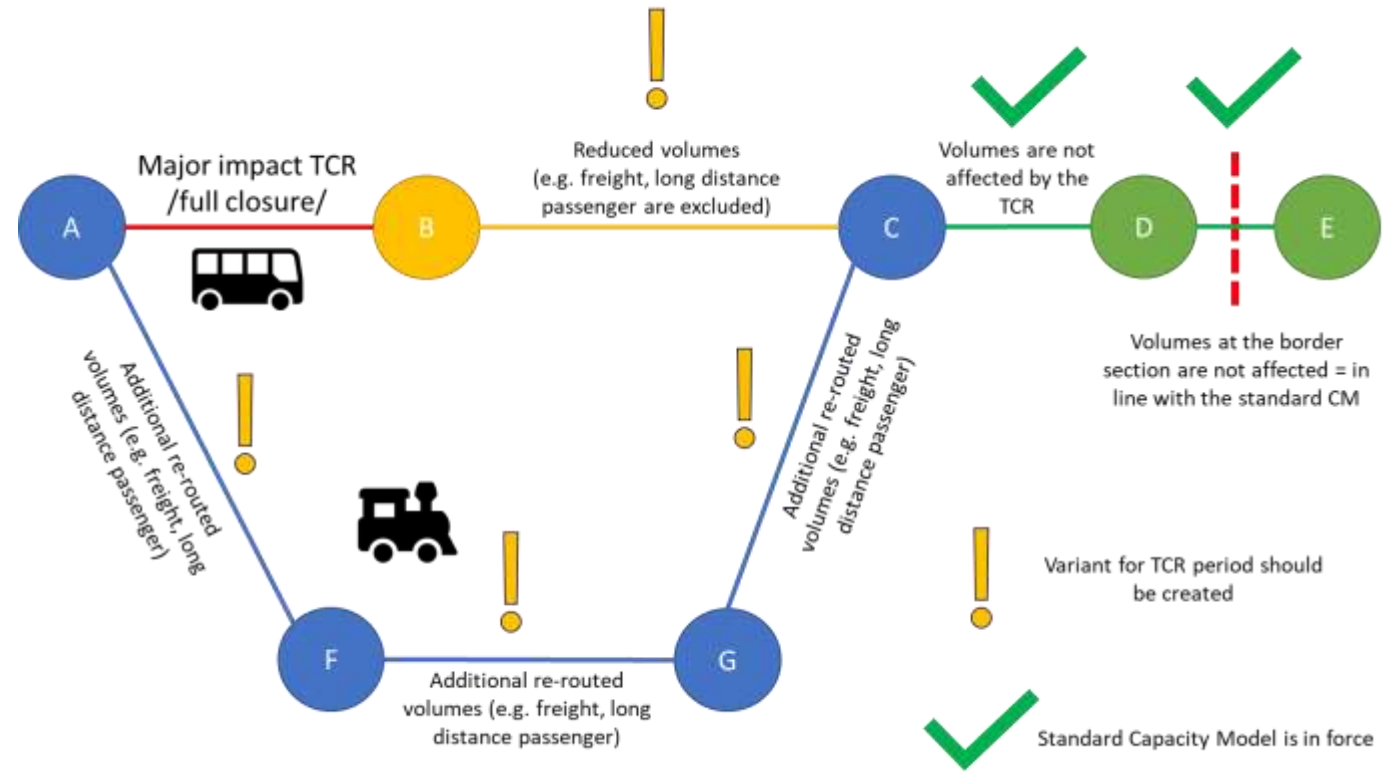 Major impact TCR
/full closure/
Reduced volumes
(e.g. freight, long distance
passenger are excluded)
Volumes are not
affected by the
TCR
A
B
C
D
E
Volumes at the border
section are not affected = in
line with the standard CM
Additional re-routed
volumes (e.g. freight, long
distance passenger)
Additional re-routed
volumes (e.g. freight, long
distance passenger)
Variant for TCR period should
be created
F
G
Additional re-routed
volumes (e.g. freight, long
distance passenger)
Standard Capacity Model is in force